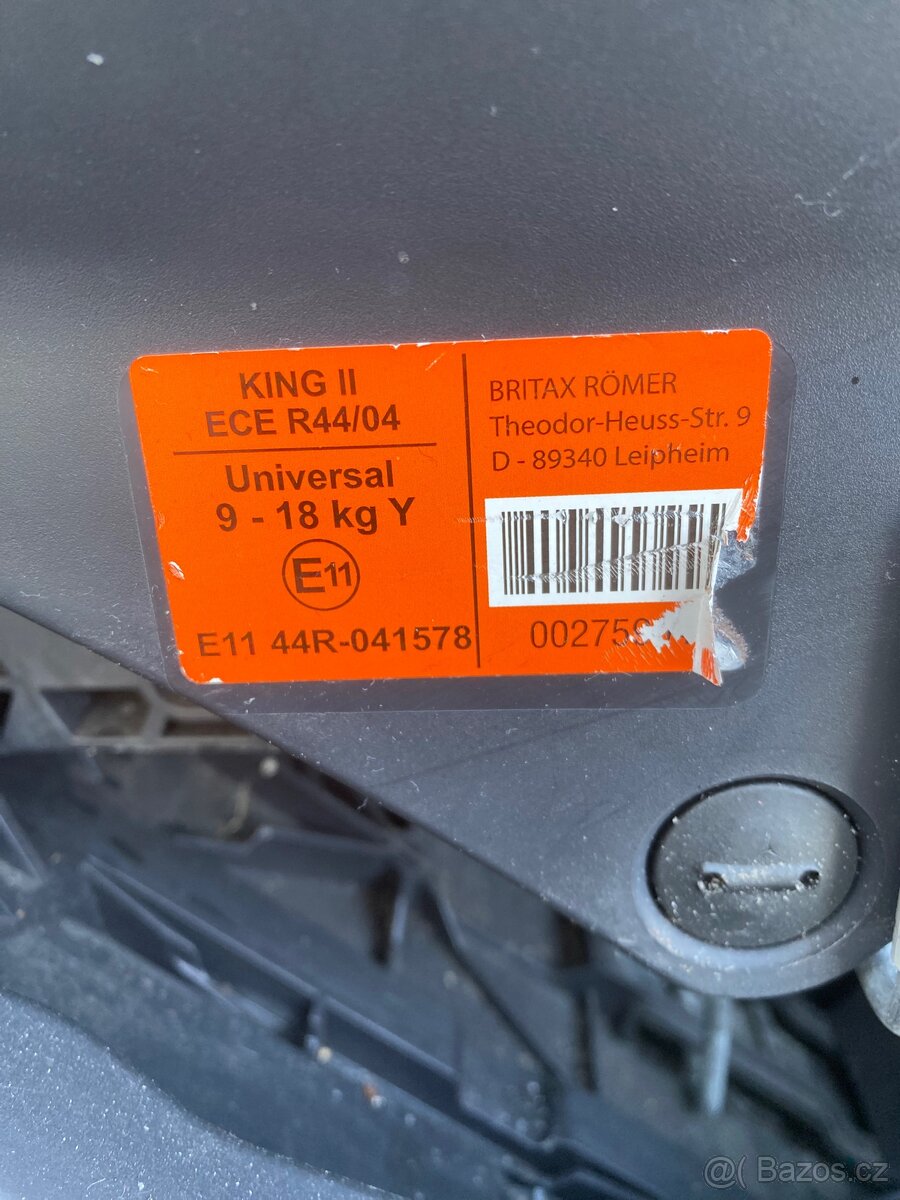 KING II
ECE R44/04
Universal
9 - 18 kg Y
E11
E11 44R-041578
BRITAX RÖMER
Theodor-Heuss-Str. 9
D - 89340 Leipheim
@( Bazos.cz